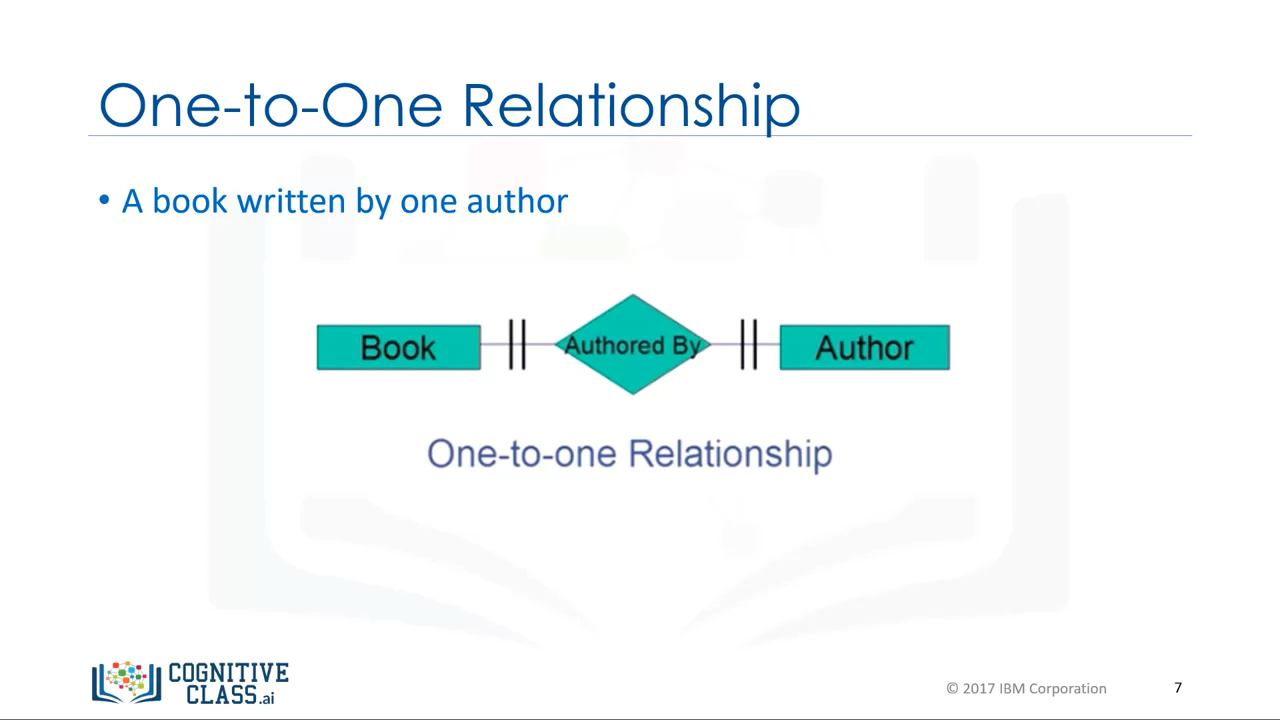 One-to-One Relationship
• A book written by one author
Book
Authored By
Author
One-to-one Relationship
COGNITIVE
CLASS.ai
© 2017 IBM Corporation
7